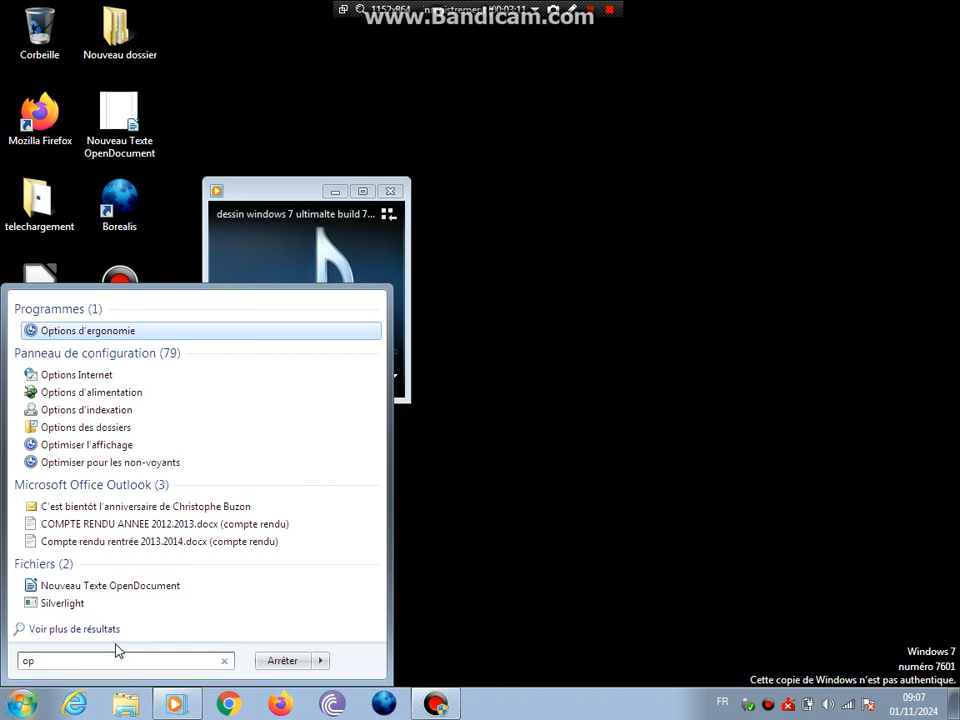 www.Bandicam.com
Corbeille
Nouveau dossier
Mozilla Firefox
Nouveau Texte
OpenDocument
telechargement
Borealis
dessin windows 7 ultimalte build 7...
Programmes (1)
Options d'ergonomie
Panneau de configuration (79)
Options Internet
Options d'alimentation
Options d'indexation
Options des dossiers
Optimiser l'affichage
Optimiser pour les non-voyants
Microsoft Office Outlook (3)
C'est bientôt l'anniversaire de Christophe Buzon
COMPTE RENDU ANNEE 2012.2013.docx (compte rendu)
Compte rendu rentrée 2013.2014.docx (compte rendu)
Fichiers (2)
Nouveau Texte OpenDocument
Silverlight
Voir plus de résultats
op
Arrêter
Windows 7
numéro 7601
Cette copie de Windows n'est pas authentique.
FR
09:07
01/11/2024